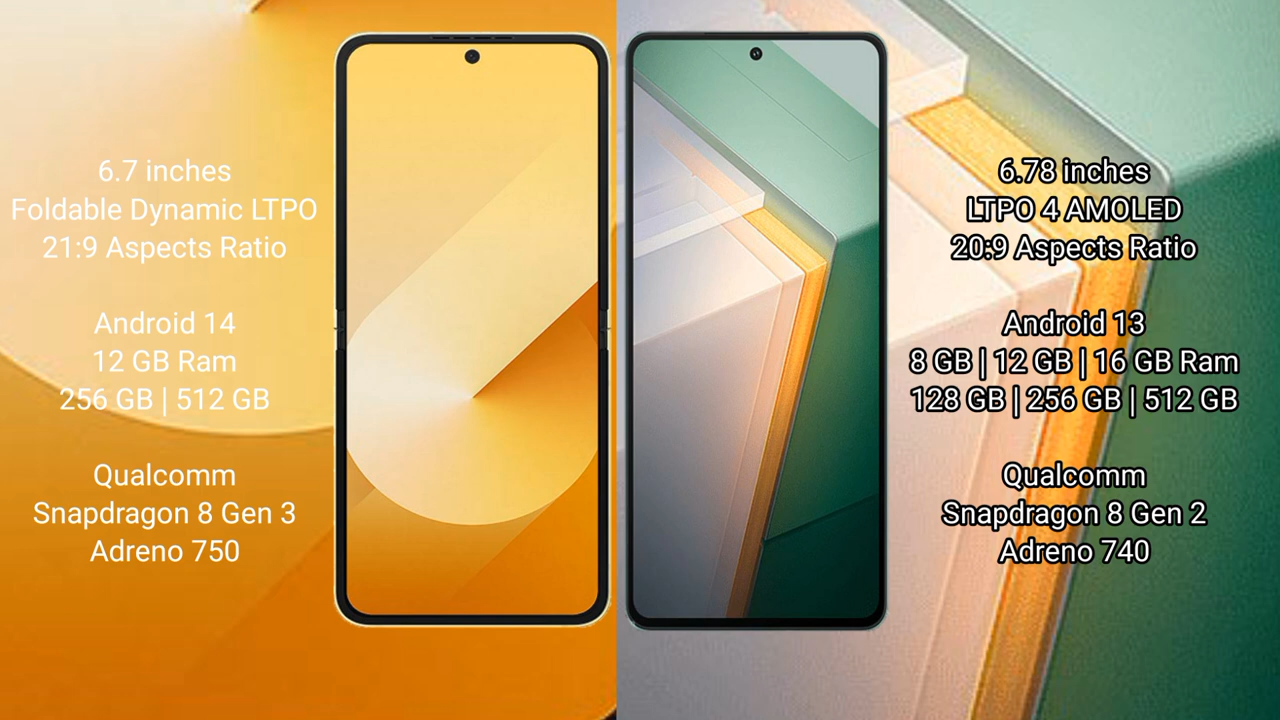 6.7 inches
Foldable Dynamic LTPO
21:9 Aspects Ratio
Android 14
12 GB Ram
256 GB | 512 GB
Qualcomm
Snapdragon 8 Gen 3
Adreno 750
6.78 inches
LTPO 4 AMOLED
20:9 Aspects Ratio
Android 13
8 GB | 12 GB | 16 GB Ram
128 GB | 256 GB | 512 GB
Qualcomm
Snapdragon 8 Gen 2
Adreno 740